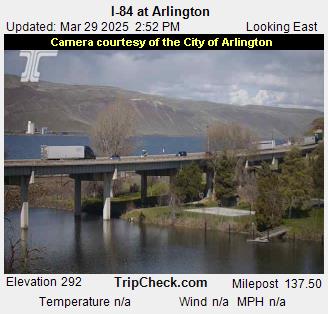 I-84 at Arlington
Updated: Mar 29 2025 2:52 PM Looking East
Camera courtesy of the City of Arlington
Elevation 292 TripCheck.com Milepost 137.50
Temperature n/a Wind n/a MPH n/a